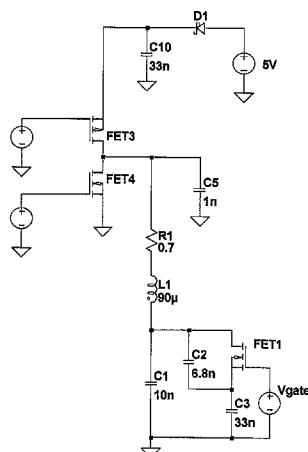 D1
C10
33n
5V
FET3
FET4
C5
1n
R1
0.7
L1
90µ
FET1
C2
6.8n
C1
10n
Vgate
C3
33n